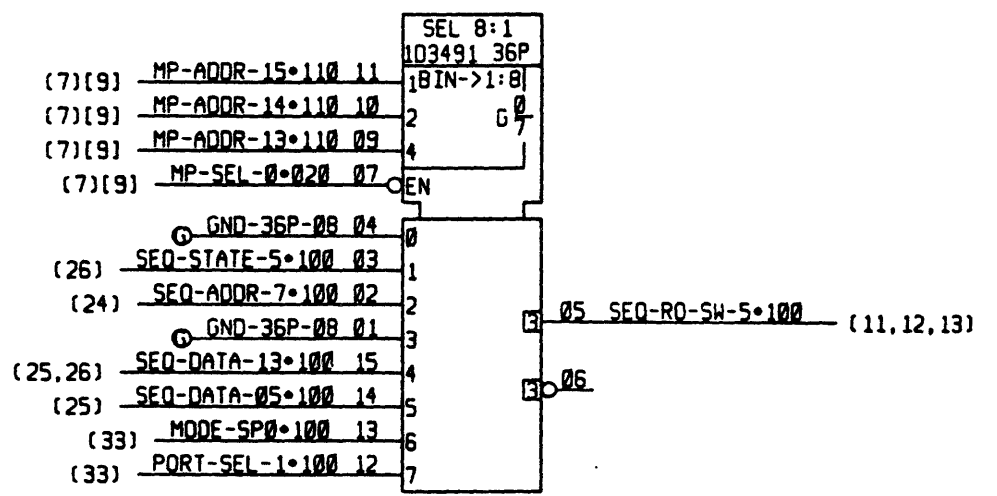 SEL 8:1
1D3491 36P
(7)[9] MP-ADDR-15•110 11 1 BIN->1:8
(7)[9] MP-ADDR-14•110 10 2 G 0/7
(7)[9] MP-ADDR-13•110 09 4
(7)[9] MP-SEL-0•020 07 EN
G GND-36P-08 04 0
(26) SEQ-STATE-5•100 03 1
(24) SEQ-ADDR-7•100 02 2
G GND-36P-08 01 3
3 05 SEQ-RD-SW-5•100 (11,12,13)
(25,26) SEQ-DATA-13•100 15 4
3 06
(25) SEQ-DATA-05•100 14 5
(33) MODE-SP0•100 13 6
(33) PORT-SEL-1•100 12 7